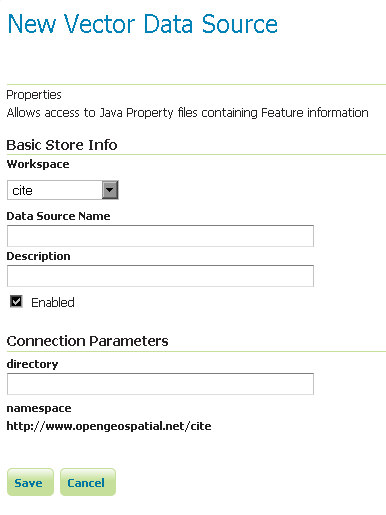 New Vector Data Source
Properties
Allows access to Java Property files containing Feature information
Basic Store Info
Workspace
cite
Data Source Name
Description
Enabled
Connection Parameters
directory
namespace
http://www.opengeospatial.net/cite
Save Cancel